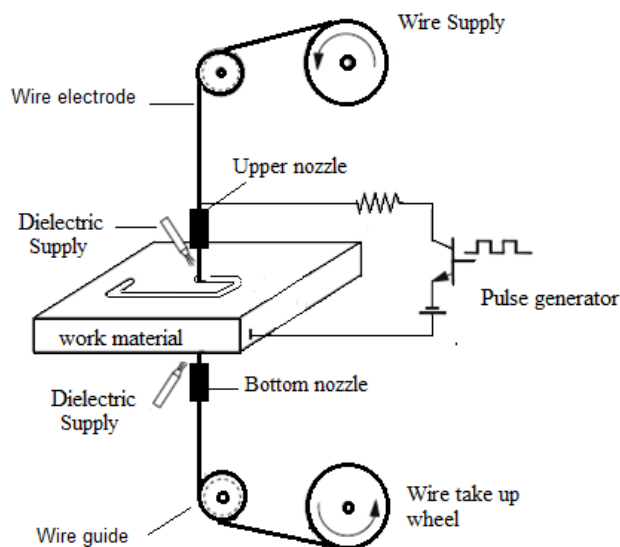 Wire Supply
Wire electrode
Upper nozzle
Dielectric
Supply
Pulse generator
work material
Dielectric
Supply
Bottom nozzle
Wire take up
wheel
Wire guide